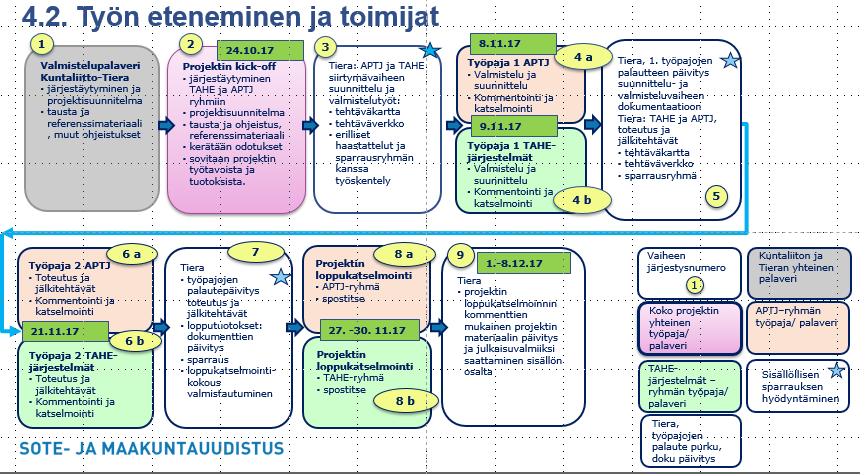 4.2. Työn eteneminen ja toimijat
1
Valmistelupalaveri
Kuntaliitto-Tiera
• järjestäytyminen ja
projektisuunnitelma
• tausta ja
referenssimateriaali
, muut ohjeistukset
2
24.10.17
Projektin kick-off
• järjestäytyminen
TAHE ja APTJ
ryhmiin
• projektisuunnitelma
• tausta ja ohjeistus,
referenssimateriaali
• kerätään odotukset
• sovitaan projektin
työtavoista ja
tuotoksista.
3
Tiera: APTJ ja TAHE
siirtymävaiheen
suunnittelu ja
valmistelutyöt:
• tehtäväkartta
• tehtäväverkko
• erilliset
haastattelut ja
sparrausryhmän
kanssa
työskentely
8.11.17
4 a
Työpaja 1 APTJ
• Valmistelu ja
suunnittelu
• Kommentointi ja
katselmointi
9.11.17
Työpaja 1 TAHE-
järjestelmät
• Valmistelu ja
suunnittelu
• Kommentointi ja
katselmointi
4 b
Tiera, 1. työpajojen
palautteen päivitys
suunnittelu- ja
valmisteluvaiheen
dokumentaatioon
Tiera: TAHE ja APTJ,
toteutus ja
jälkitehtävät
• tehtäväkartta
• tehtäväverkko
• sparrausryhmä
5
6 a
Työpaja 2 APTJ
• Toteutus ja
jälkitehtävät
• Kommentointi ja
katselmointi
21.11.17
6 b
Työpaja 2 TAHE-
järjestelmät
• Toteutus ja
jälkitehtävät
• Kommentointi ja
katselmointi
7
Tiera
• työpajojen
palautepäivitys
toteutus ja
jälkitehtävät
• lopputuotokset:
dokumenttien
päivitys
• sparraus
• loppukatselmointi-
kokous
valmistautuminen
8 a
Projektin
loppukatselmointi
• APTJ-ryhmä
• spostitse
27. -30. 11.17
Projektin
loppukatselmointi
• TAHE-ryhmä
• spostitse
8 b
9
1.-8.12.17
Tiera
• projektin
loppukatselmoinnin
kommenttien
mukainen projektin
materiaalin päivitys
ja julkaisuvalmiiksi
saattaminen sisällön
osalta
Vaiheen
järjestysnumero
1
Kuntaliiton ja
Tieran yhteinen
palaveri
Koko projektin
yhteinen
työpaja/
palaveri
APTJ–ryhmän
työpaja/ palaveri
TAHE-
järjestelmät –
ryhmän työpaja/
palaveri
Sisällöllisen
sparrauksen
hyödyntäminen
Tiera,
työpajojen
palaute purku,
doku päivitys
SOTE- JA MAAKUNTAUUDISTUS